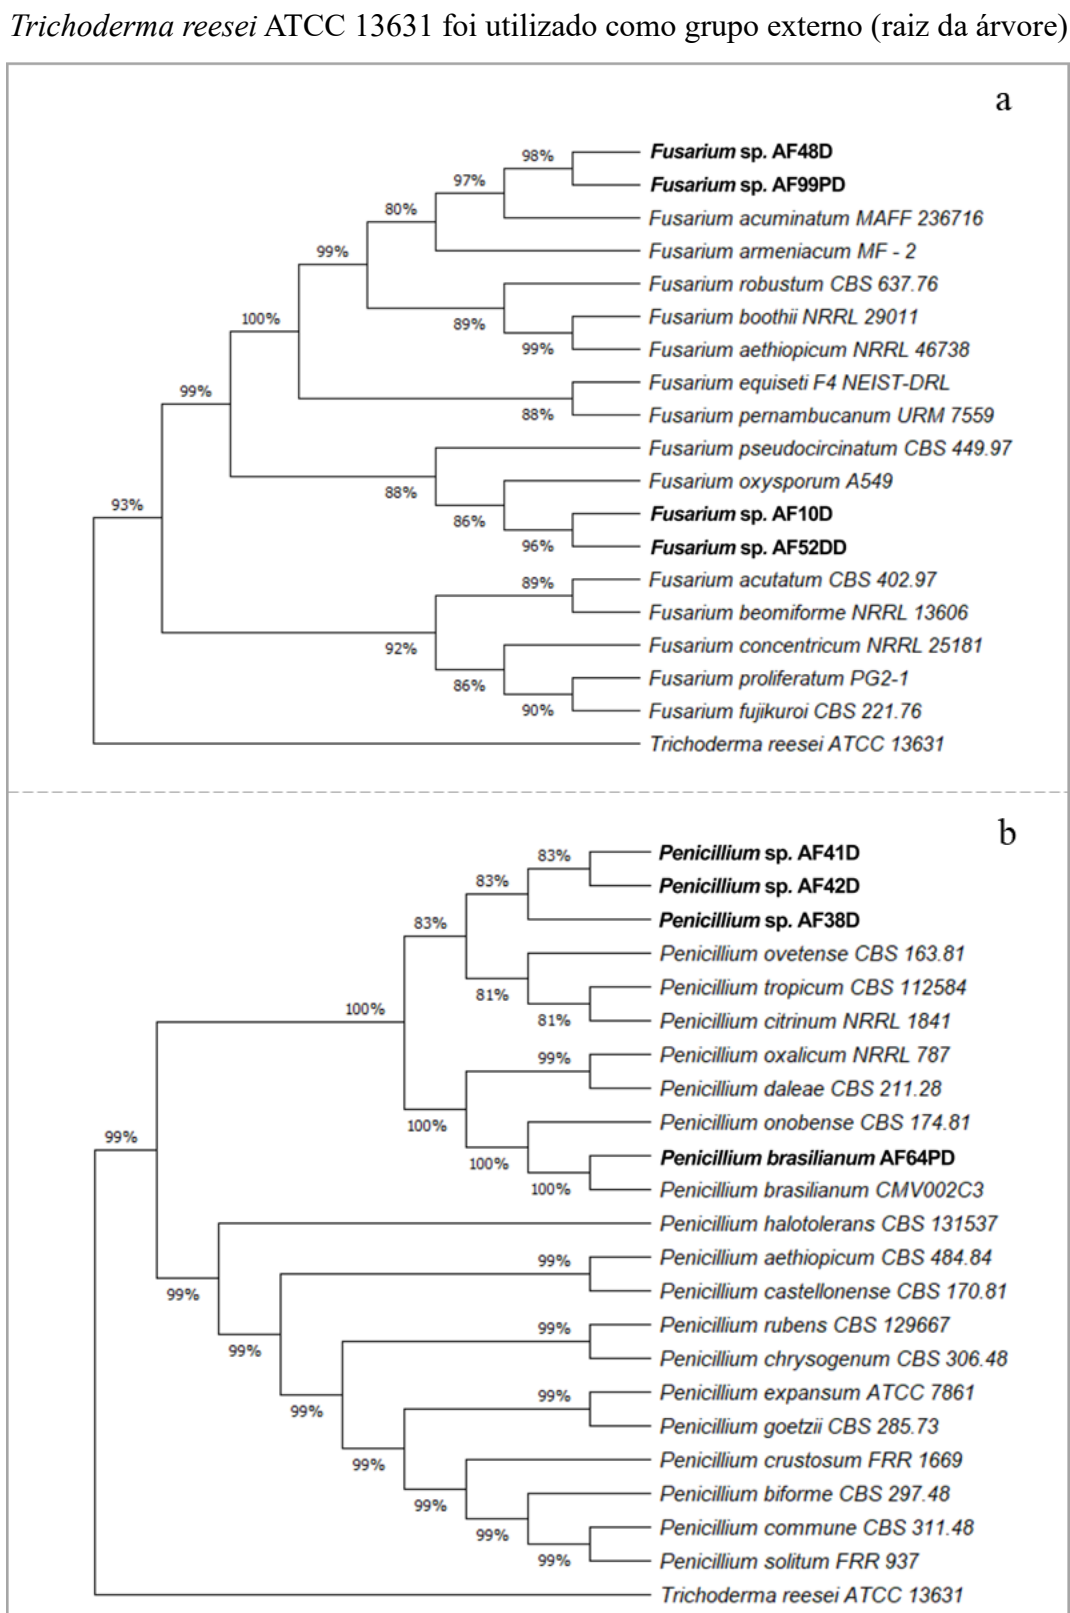 Trichoderma reesei ATCC 13631 foi utilizado como grupo externo (raiz da árvore)
a
98%
Fusarium sp. AF48D
97%
Fusarium sp. AF99PD
80%
Fusarium acuminatum MAFF 236716
99%
Fusarium armeniacum MF - 2
Fusarium robustum CBS 637.76
100%
89%
Fusarium boothii NRRL 29011
99%
Fusarium aethiopicum NRRL 46738
99%
Fusarium equiseti F4 NEIST-DRL
88%
Fusarium pernambucanum URM 7559
Fusarium pseudocircinatum CBS 449.97
88%
Fusarium oxysporum A549
93%
86%
Fusarium sp. AF10D
96%
Fusarium sp. AF52DD
89%
Fusarium acutatum CBS 402.97
Fusarium beomiforme NRRL 13606
92%
Fusarium concentricum NRRL 25181
86%
Fusarium proliferatum PG2-1
90%
Fusarium fujikuroi CBS 221.76
Trichoderma reesei ATCC 13631
b
83%
Penicillium sp. AF41D
83%
Penicillium sp. AF42D
83%
Penicillium sp. AF38D
Penicillium ovetense CBS 163.81
81%
Penicillium tropicum CBS 112584
100%
81%
Penicillium citrinum NRRL 1841
99%
Penicillium oxalicum NRRL 787
Penicillium daleae CBS 211.28
100%
Penicillium onobense CBS 174.81
99%
100%
Penicillium brasilianum AF64PD
100%
Penicillium brasilianum CMV002C3
Penicillium halotolerans CBS 131537
99%
Penicillium aethiopicum CBS 484.84
99%
Penicillium castellonense CBS 170.81
99%
Penicillium rubens CBS 129667
99%
Penicillium chrysogenum CBS 306.48
99%
Penicillium expansum ATCC 7861
99%
Penicillium goetzii CBS 285.73
99%
Penicillium crustosum FRR 1669
99%
Penicillium biforme CBS 297.48
99%
Penicillium commune CBS 311.48
99%
Penicillium solitum FRR 937
Trichoderma reesei ATCC 13631